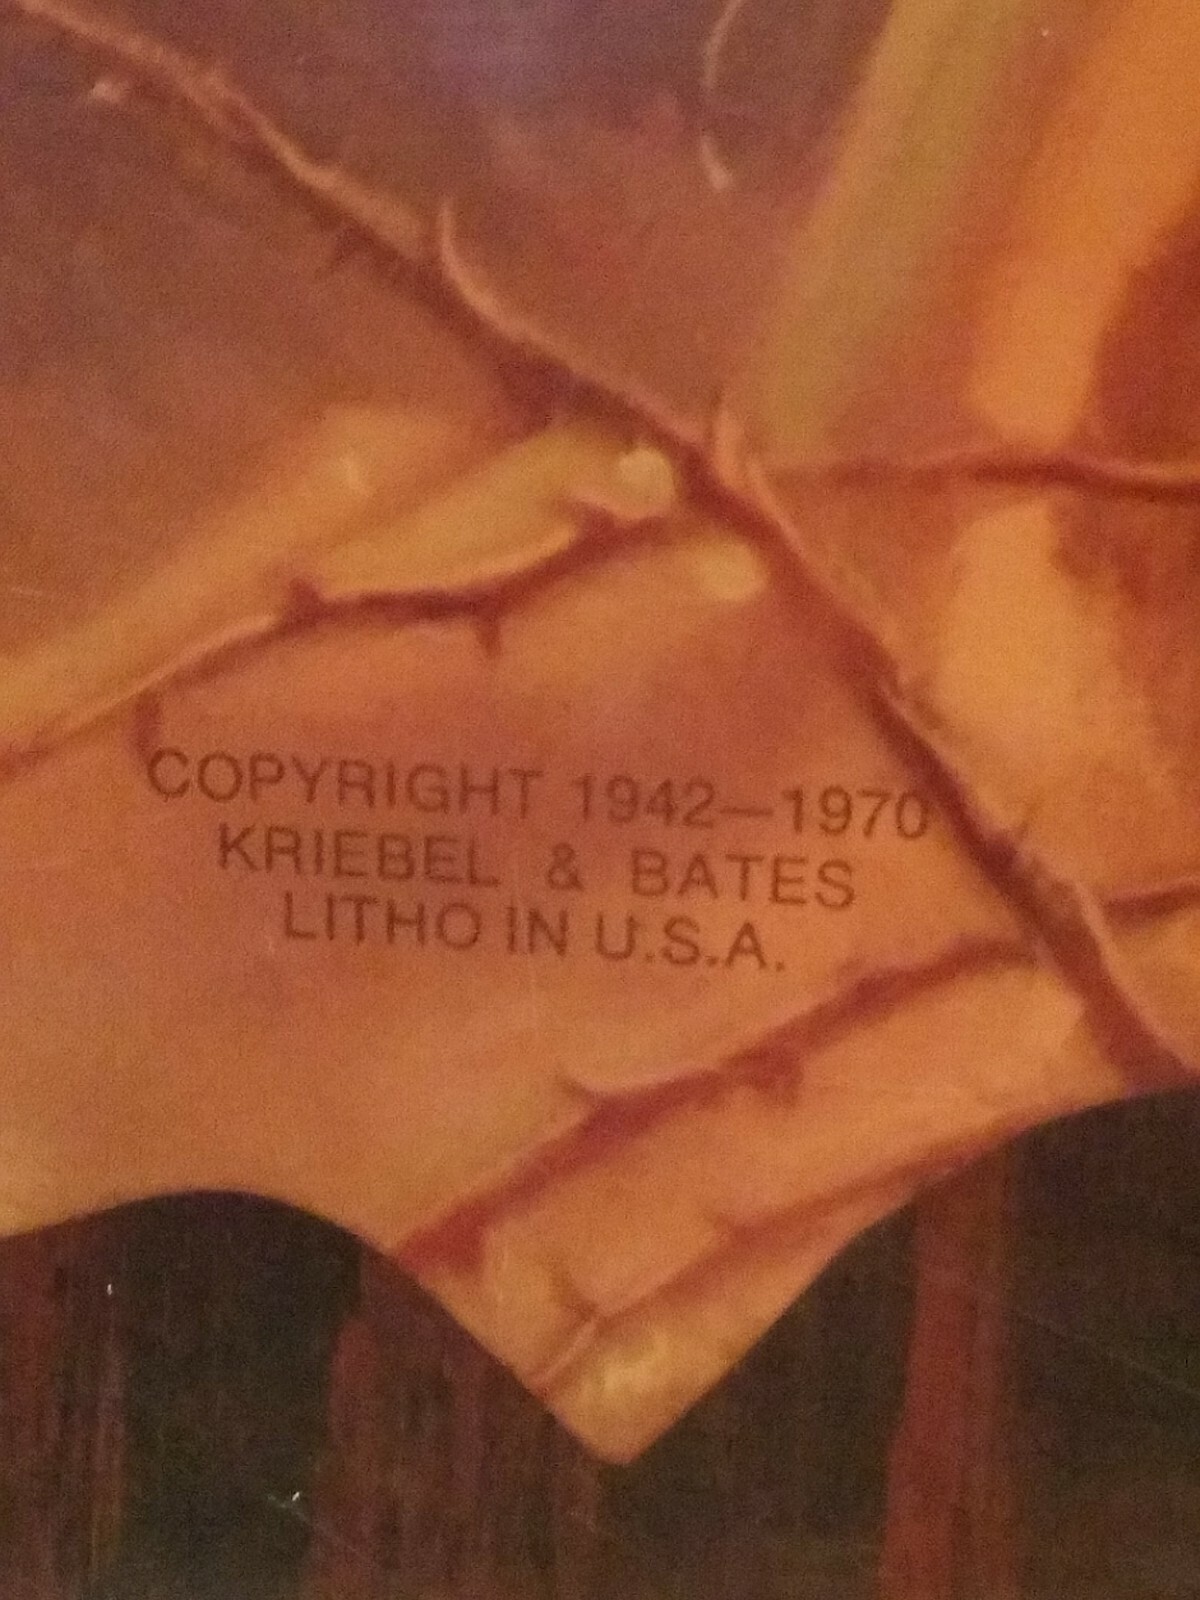 COPYRIGHT 1942—1970
KRIEBEL & BATES
LITHO IN U.S.A.